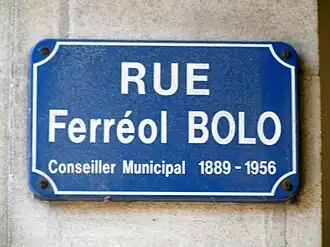 RUE
Ferréol BOLO
Conseiller Municipal 1889 - 1956